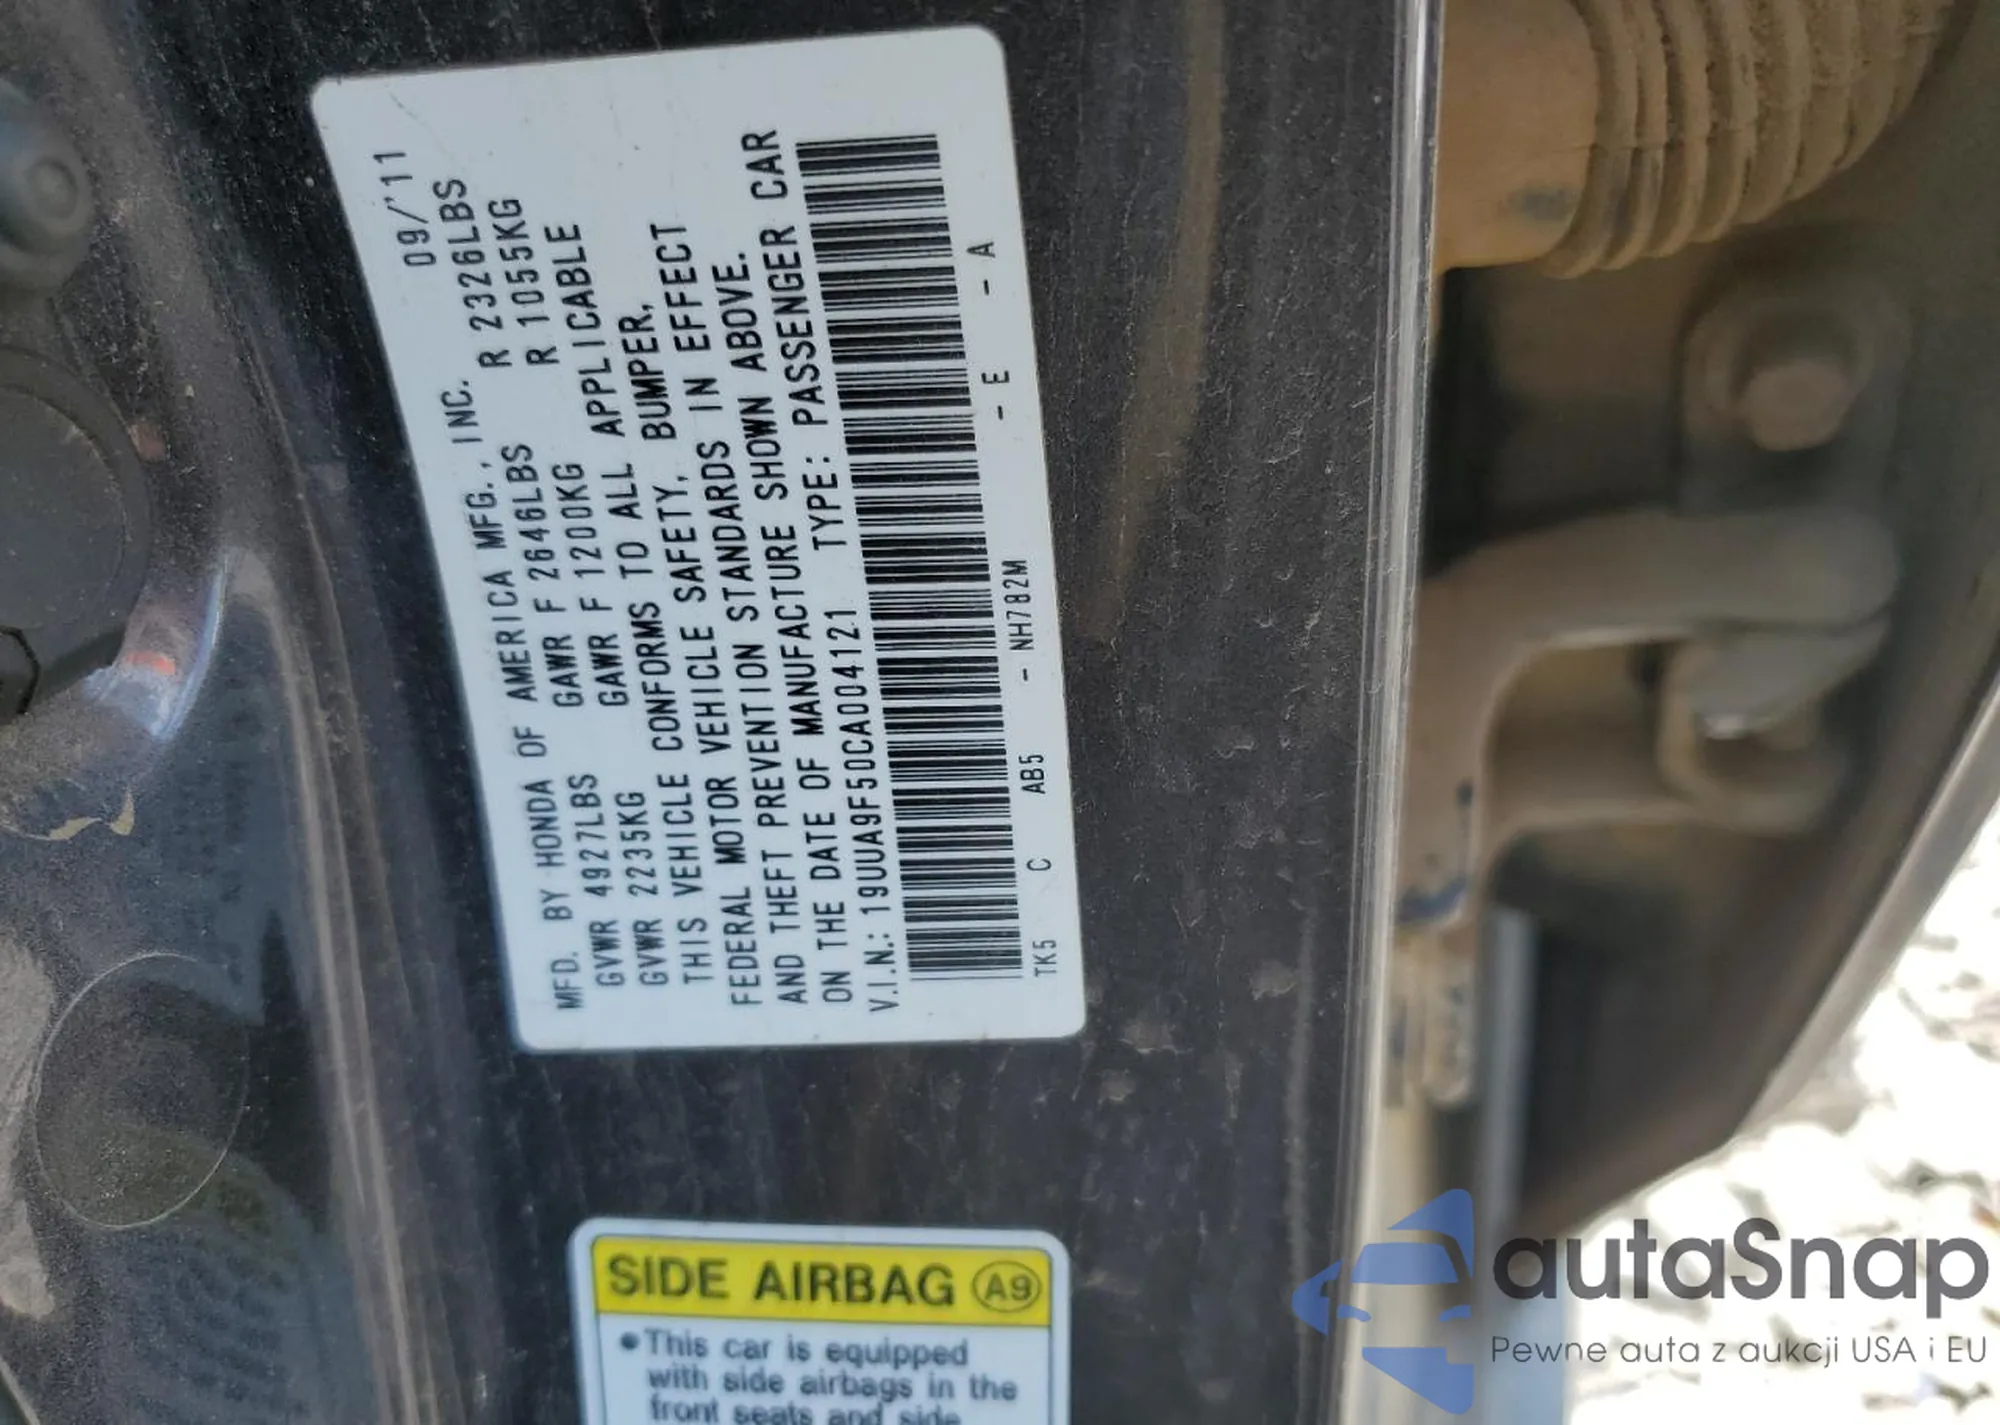 09/'11
MFD. BY HONDA OF AMERICA MFG., INC.
GVWR 4927LBS GAWR F 2646LBS R 2326LBS
GVWR 2235KG GAWR F 1200KG R 1055KG
THIS VEHICLE CONFORMS TO ALL APPLICABLE
FEDERAL MOTOR VEHICLE SAFETY, BUMPER,
AND THEFT PREVENTION STANDARDS IN EFFECT
ON THE DATE OF MANUFACTURE SHOWN ABOVE.
V.I.N.: 19UUA9F50CA004121 TYPE: PASSENGER CAR
TK5 C AB5 - NH782M - E - A
SIDE AIRBAG A9
•This car is equipped
with side airbags in the
front seats and side
autaSnap
Pewne auta z aukcji USA i EU